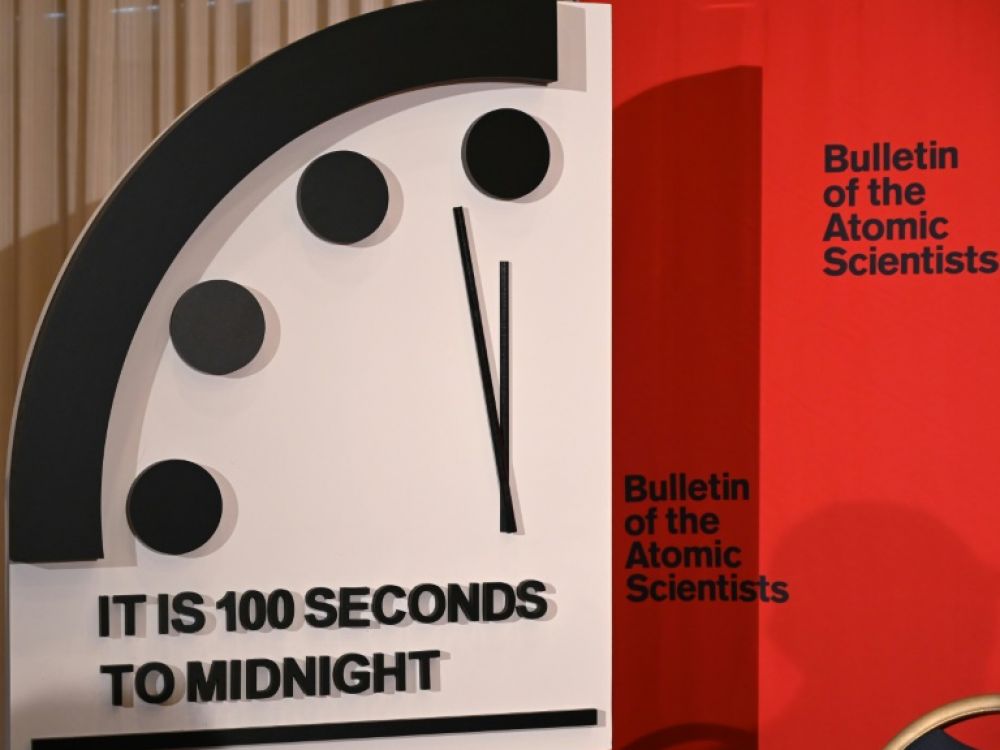 IT IS 100 SECONDS
TO MIDNIGHT
Bulletin
of the
Atomic
Scientists
Bulletin
of the
Atomic
Scientists